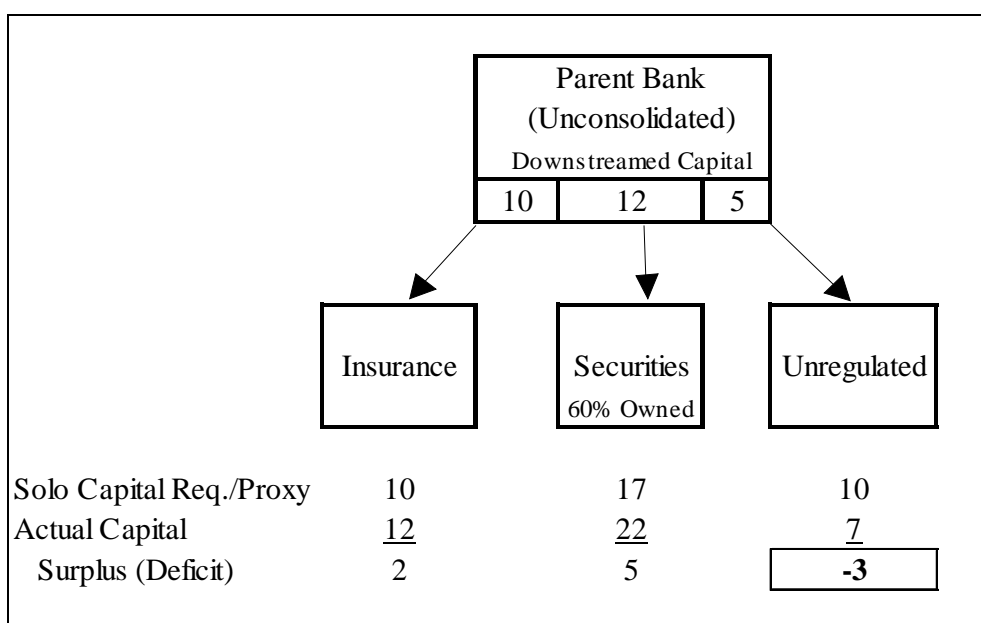 Parent Bank
(Unconsolidated)
Downstreamed Capital
10 12 5
Insurance Securities Unregulated
60% Owned
Solo Capital Req./Proxy 10 17 10
Actual Capital 12 22 7
Surplus (Deficit) 2 5 -3